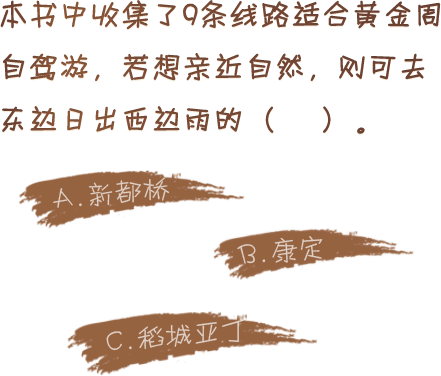 本书中收集了9条线路适合黄金周
自驾游，若想亲近自然，则可去
东边日出西边雨的（　）。
A.新都桥
B.康定
C.稻城亚丁